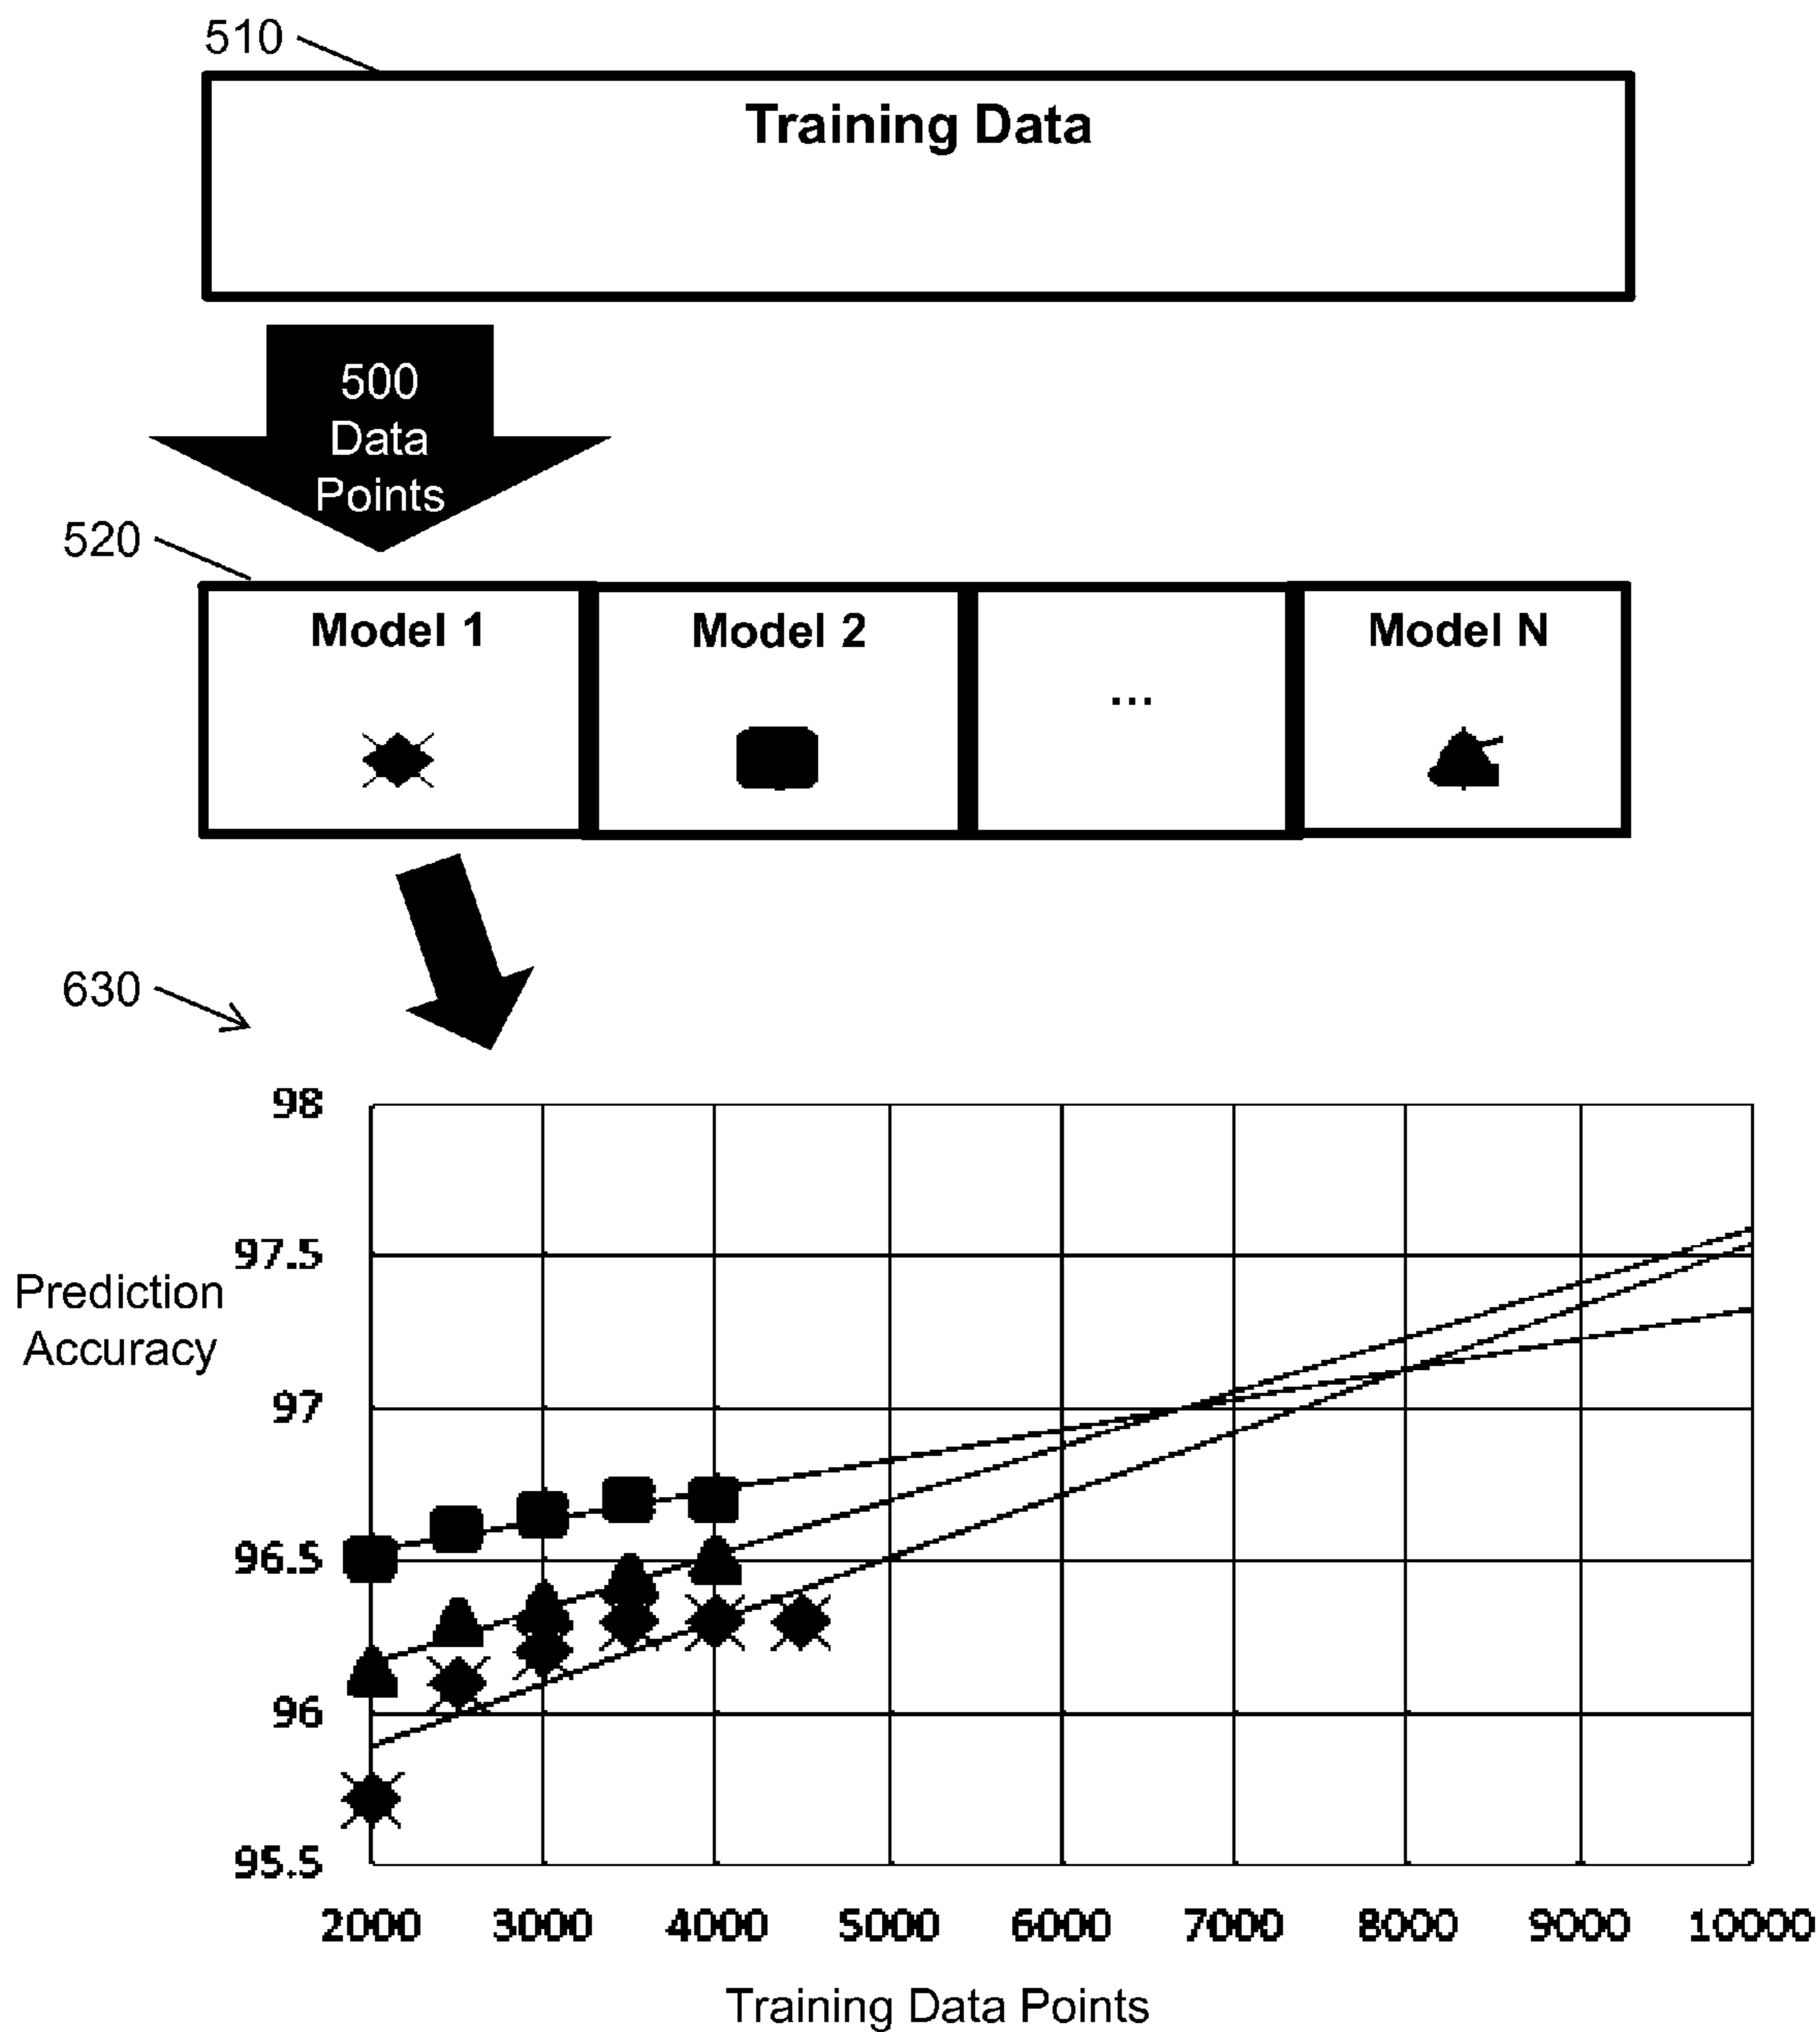 510
Training Data
500
Data
Points
520
Model 1
Model 2
...
Model N
630
98
97.5
Prediction
Accuracy
97
96.5
96
95.5
2000 3000 4000 5000 6000 7000 8000 9000 10000
Training Data Points